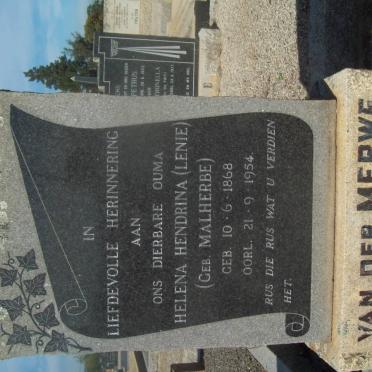 IN
LIEFDEVOLLE HERINNERING
AAN
ONS DIERBARE OUMA
HELENA HENDRINA (LENIE)
(GEB. MALHERBE)
GEB. 10·6·1868
OORL. 21·9·1954.
RUS DIE RUS WAT U VERDIEN
HET.
VAN DER MERWE